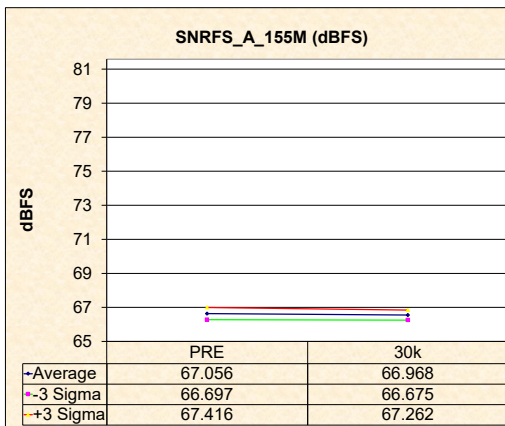 SNRFS_A_155M (dBFS)
81
79
77
75
73
71
69
67
65
dBFS
PRE 30k
Average 67.056 66.968
-3 Sigma 66.697 66.675
+3 Sigma 67.416 67.262